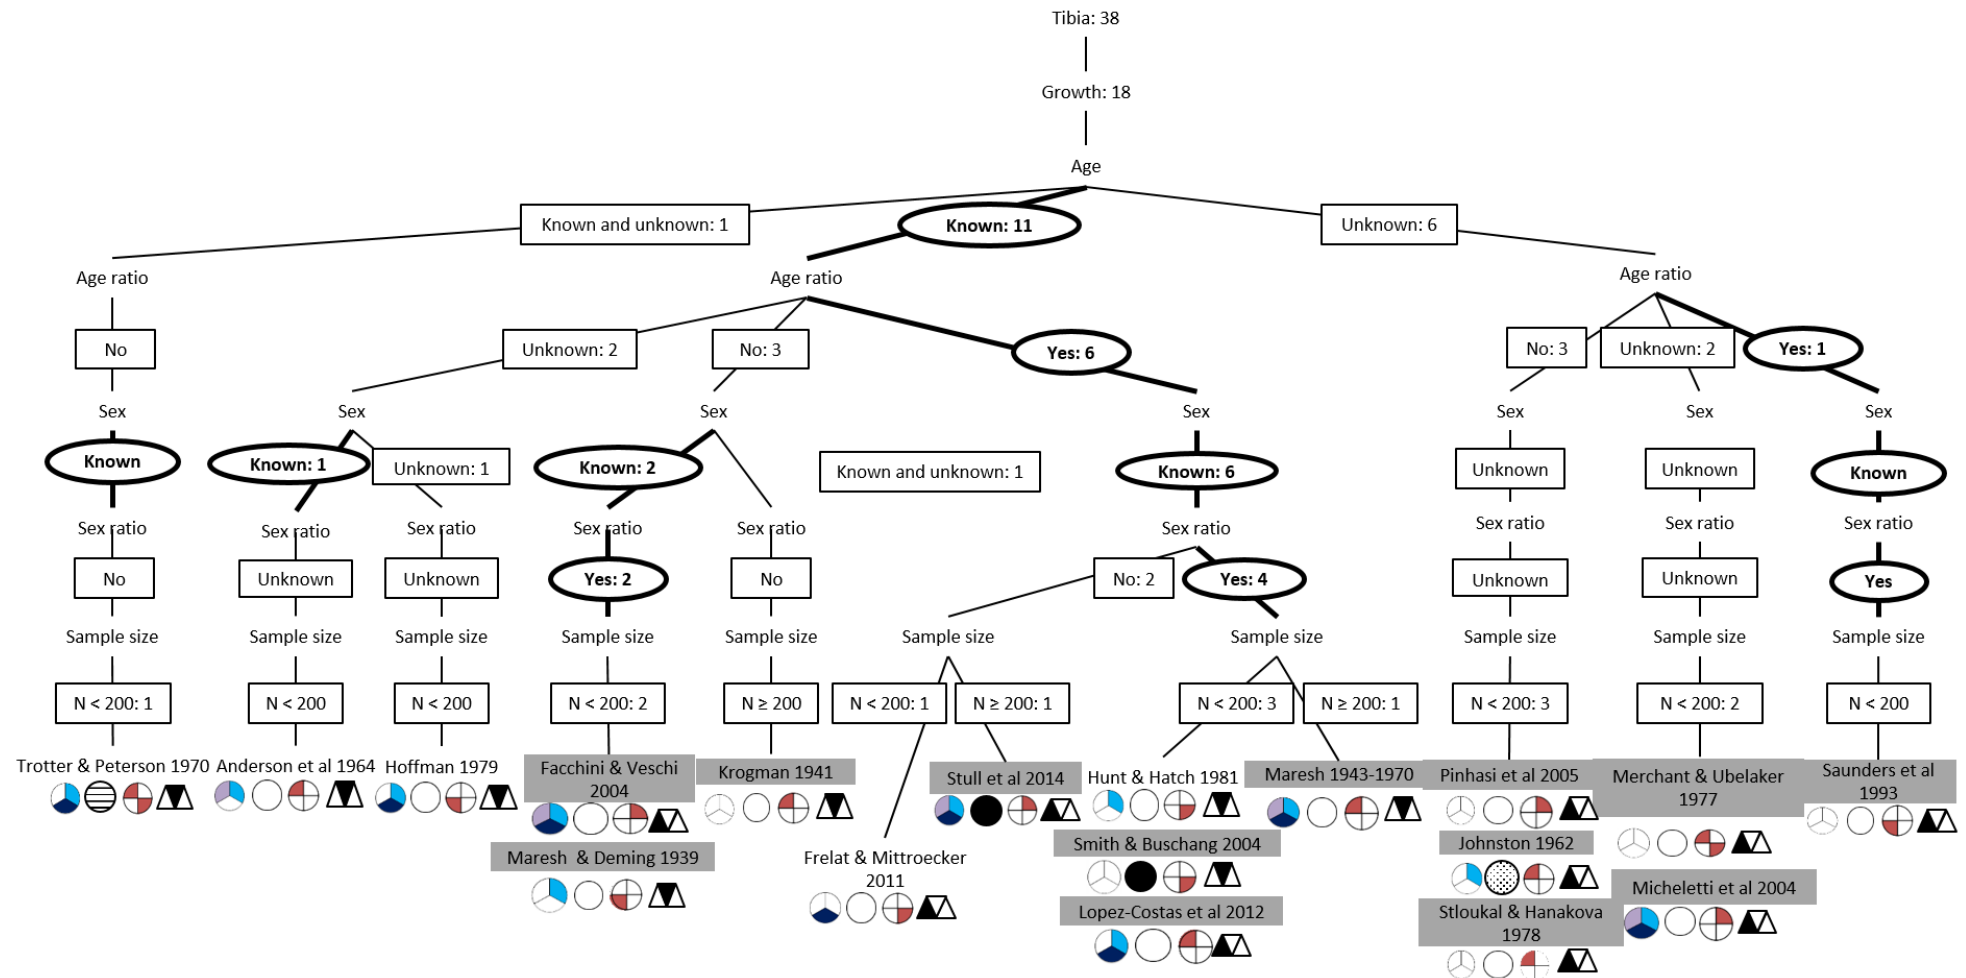 Tibia: 38
Growth: 18
Age
Known and unknown: 1
Known: 11
Unknown: 6
Age ratio
Age ratio
Age ratio
No
Unknown: 2
No: 3
Yes: 6
No: 3
Unknown: 2
Yes: 1
Sex
Sex
Sex
Sex
Sex
Sex
Sex
Known
Known: 1
Unknown: 1
Known: 2
Known and unknown: 1
Known: 6
Unknown
Unknown
Known
Sex ratio
Sex ratio
Sex ratio
Sex ratio
Sex ratio
Sex ratio
Sex ratio
Sex ratio
Sex ratio
No
Unknown
Unknown
Yes: 2
No
No: 2
Yes: 4
Unknown
Unknown
Yes
Sample size
Sample size
Sample size
Sample size
Sample size
Sample size
Sample size
Sample size
Sample size
Sample size
N < 200: 1
N < 200
N < 200
N < 200: 2
N ≥ 200
N < 200: 1
N ≥ 200: 1
N < 200: 3
N ≥ 200: 1
N < 200: 3
N < 200: 2
N < 200
Trotter & Peterson 1970
Anderson et al 1964
Hoffman 1979
Facchini & Veschi
2004
Maresh & Deming 1939
Krogman 1941
Frelat & Mittroecker
2011
Stull et al 2014
Hunt & Hatch 1981
Smith & Buschang 2004
Lopez-Costas et al 2012
Maresh 1943-1970
Pinhasi et al 2005
Johnston 1962
Stloukal & Hanakova
1978
Merchant & Ubelaker
1977
Micheletti et al 2004
Saunders et al
1993